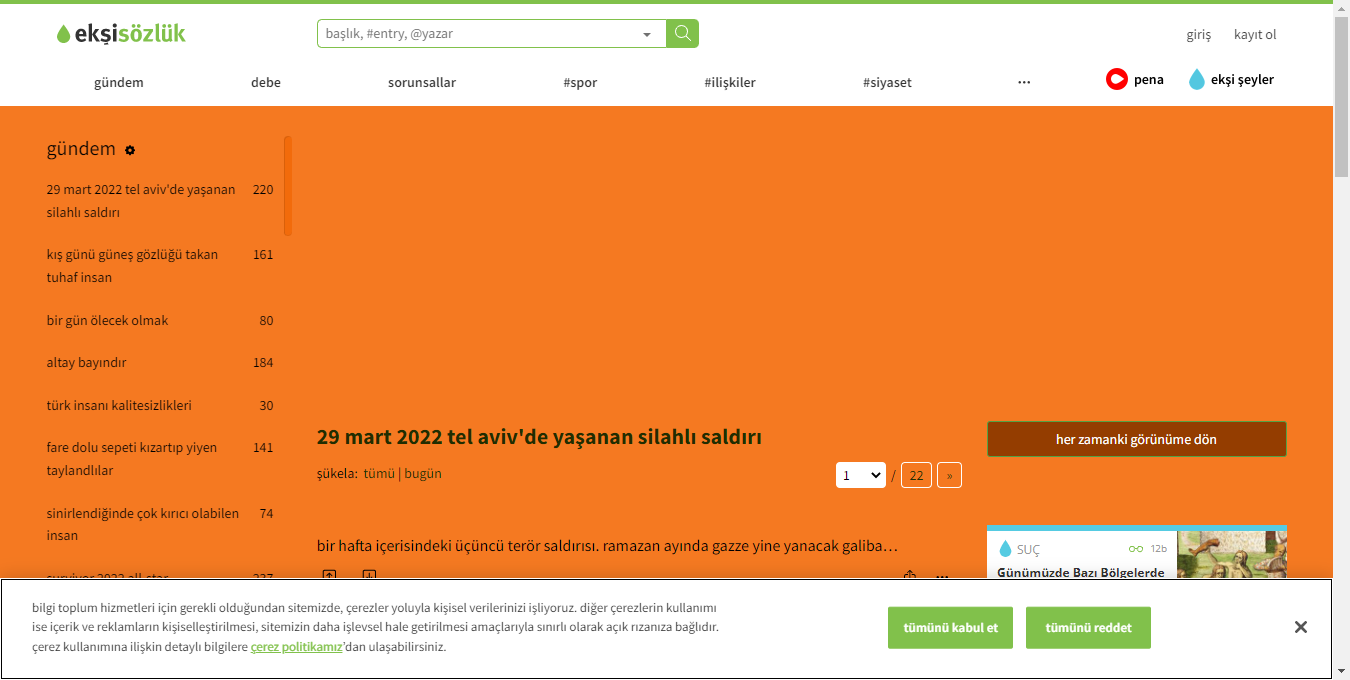 ekşisözlük
başlık, #entry, @yazar
giriş
kayıt ol
gündem
debe
sorunsallar
#spor
#ilişkiler
#siyaset
...
pena
ekşi şeyler
gündem
29 mart 2022 tel aviv'de yaşanan 220
silahlı saldırı
kış günü güneş gözlüğü takan 161
tuhaf insan
bir gün ölecek olmak 80
altay bayındır 184
türk insanı kalitesizlikleri 30
fare dolu sepeti kızartıp yiyen 141
taylandlılar
sinirlendiğinde çok kırıcı olabilen 74
insan
survivor 2022 all star 227
29 mart 2022 tel aviv'de yaşanan silahlı saldırı
şükela: tümü | bugün
1 / 22 »
bir hafta içerisindeki üçüncü terör saldırısı. ramazan ayında gazze yine yanacak galiba…
her zamanki görünüme dön
SUÇ
12b
Günümüzde Bazı Bölgelerde
bilgi toplum hizmetleri için gerekli olduğundan sitemizde, çerezler yoluyla kişisel verilerinizi işliyoruz. diğer çerezlerin kullanımı
ise içerik ve reklamların kişiselleştirilmesi, sitemizin daha işlevsel hale getirilmesi amaçlarıyla sınırlı olarak açık rızanıza bağlıdır.
çerez kullanımına ilişkin detaylı bilgilere çerez politikamız'dan ulaşabilirsiniz.
tümünü kabul et
tümünü reddet